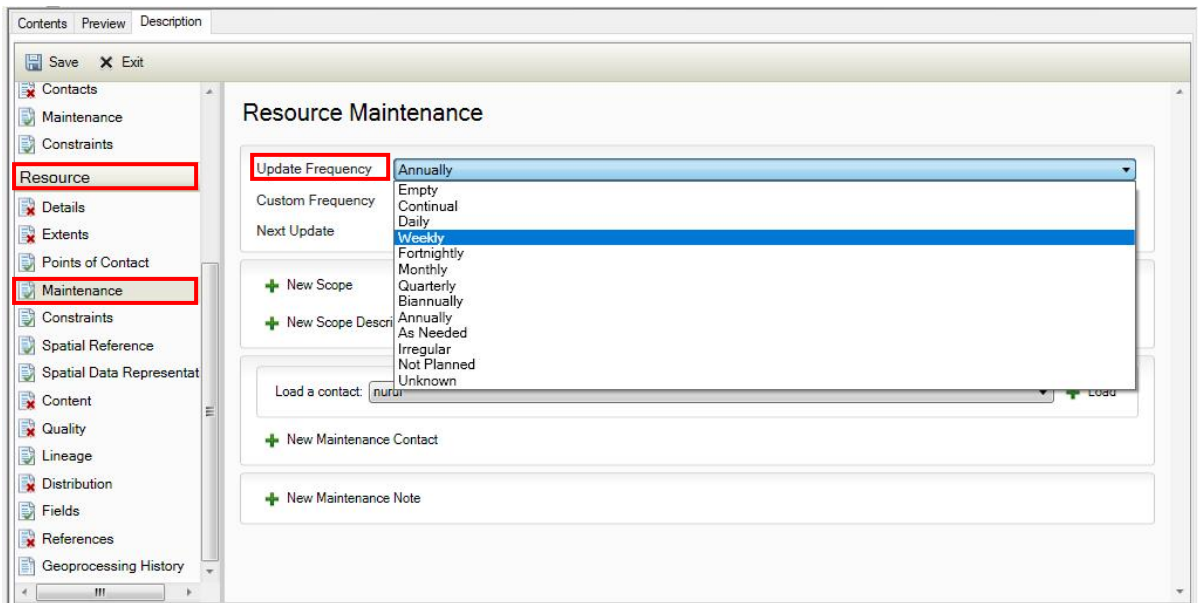 Contents Preview Description
Save X Exit
Contacts
Maintenance
Constraints
Resource
Details
Extents
Points of Contact
Maintenance
Constraints
Spatial Reference
Spatial Data Representat
Content
Quality
Lineage
Distribution
Fields
References
Geoprocessing History
Resource Maintenance
Update Frequency Annually
Custom Frequency
Next Update
Empty
Continual
Daily
Weekly
Fortnightly
Monthly
Quarterly
Biannually
Annually
As Needed
Irregular
Not Planned
Unknown
New Scope
New Scope Descri
Load a contact: nurul Load
New Maintenance Contact
New Maintenance Note